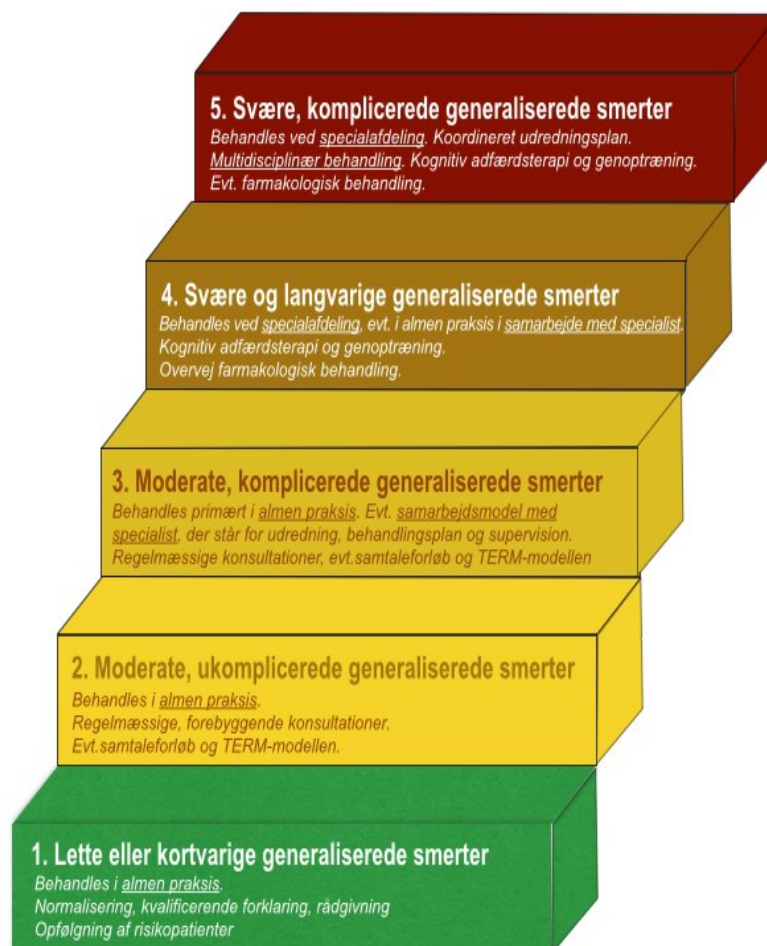 5. Svære, komplicerede generaliserede smerter
Behandles ved specialafdeling. Koordineret udredningsplan.
Multidisciplinær behandling. Kognitiv adfærdsterapi og genoptræning.
Evt. farmakologisk behandling.
4. Svære og langvarige generaliserede smerter
Behandles ved specialafdeling, evt. i almen praksis i samarbejde med specialist.
Kognitiv adfærdsterapi og genoptræning.
Overvej farmakologisk behandling.
3. Moderate, komplicerede generaliserede smerter
Behandles primært i almen praksis. Evt. samarbejdsmodel med
specialist, der står for udredning, behandlingsplan og supervision.
Regelmæssige konsultationer, evt.samtaleforløb og TERM-modellen
2. Moderate, ukomplicerede generaliserede smerter
Behandles i almen praksis.
Regelmæssige, forebyggende konsultationer.
Evt.samtaleforløb og TERM-modellen.
1. Lette eller kortvarige generaliserede smerter
Behandles i almen praksis.
Normalisering, kvalificerende forklaring, rådgivning
Opfølgning af risikopatienter